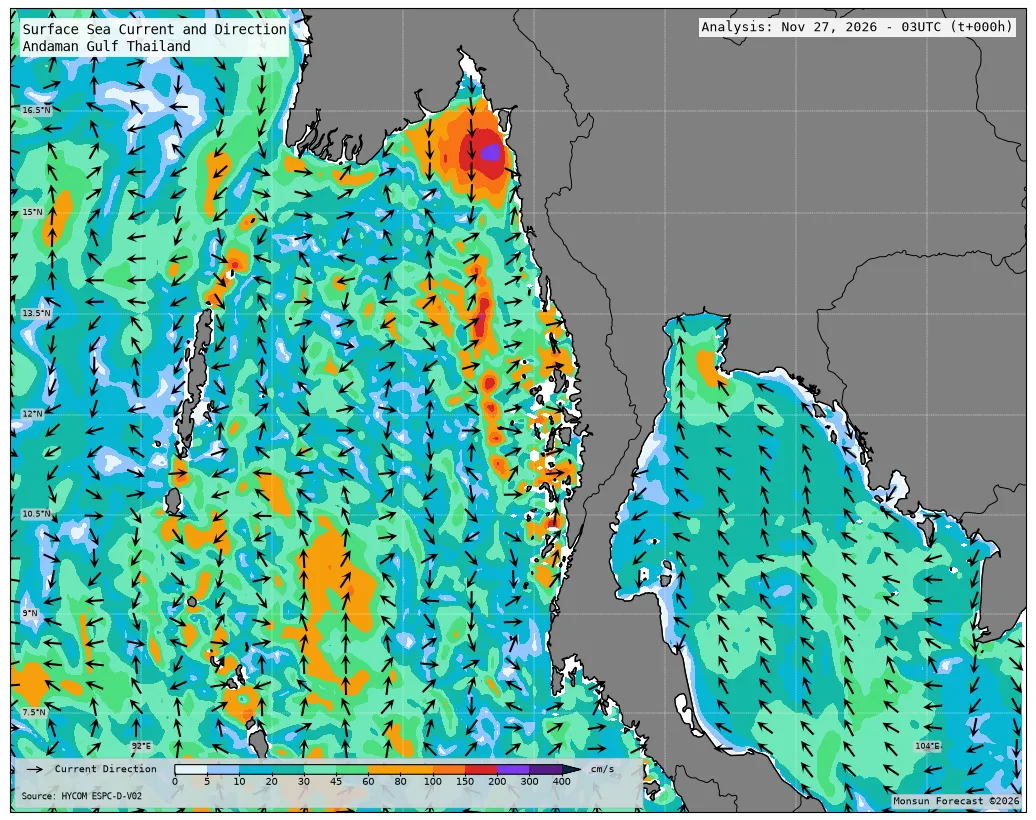 Surface Sea Current and Direction
Andaman Gulf Thailand
Analysis: Nov 27, 2026 - 03UTC (t+000h)
16.5°N
15°N
13.5°N
12°N
10.5°N
9°N
7.5°N
92°E
104°E
Current Direction
cm/s
0 5 10 20 30 45 60 80 100 150 200 300 400
Source: HYCOM ESPC-D-V02
Monsun Forecast ©2026